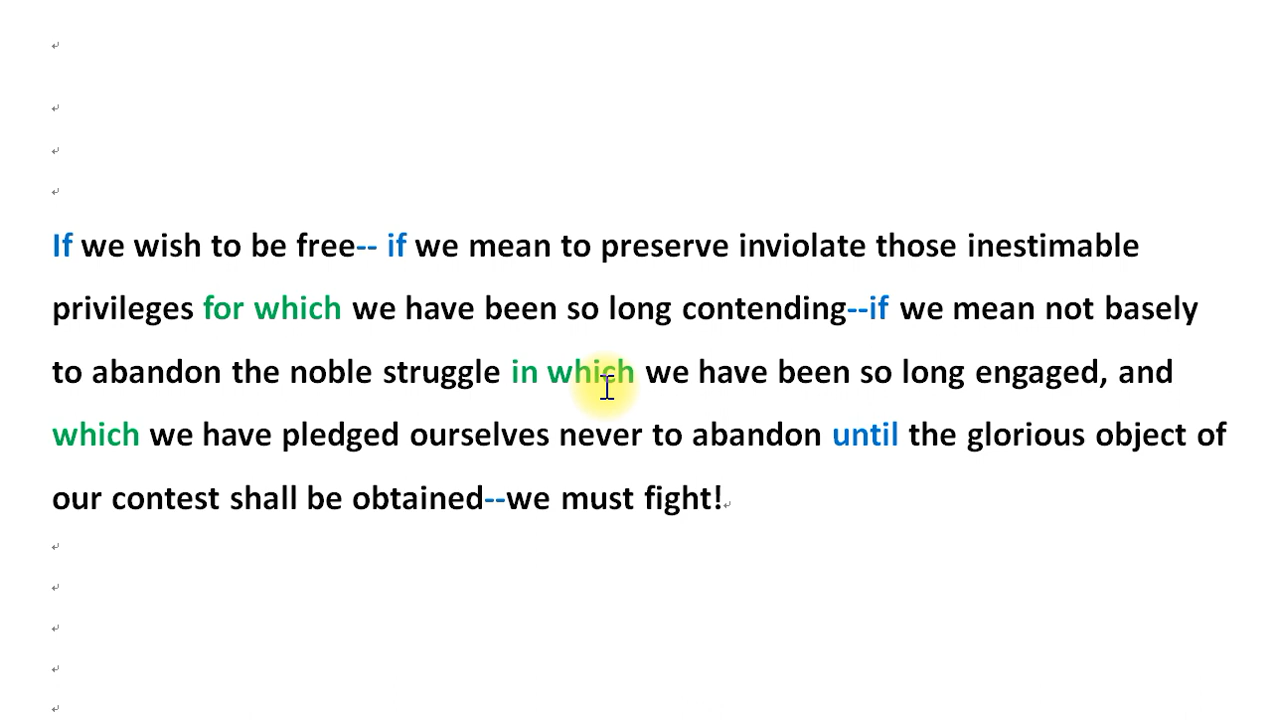 If we wish to be free-- if we mean to preserve inviolate those inestimable
privileges for which we have been so long contending--if we mean not basely
to abandon the noble struggle in which we have been so long engaged, and
which we have pledged ourselves never to abandon until the glorious object of
our contest shall be obtained--we must fight!